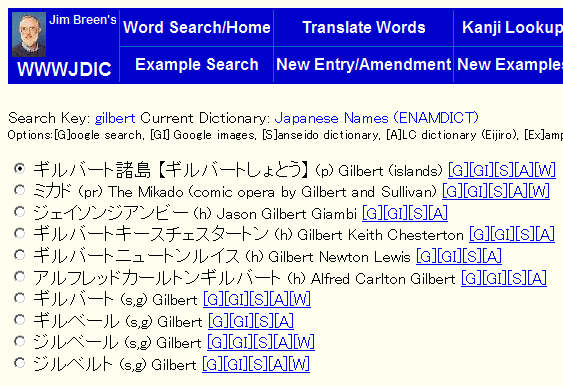 Jim Breen's
WWWJDIC
Word Search/Home Translate Words Kanji Lookup
Example Search New Entry/Amendment New Examples
Search Key: gilbert Current Dictionary: Japanese Names (ENAMDICT)
Options:[G]oogle search, [GI] Google images, [S]anseido dictionary, [A]LC dictionary (Eijiro), [Ex]amp
ギルバート諸島 【ギルバートしょとう】 (p) Gilbert (islands) [G][GI][S][A][W]
ミカド (pr) The Mikado (comic opera by Gilbert and Sullivan) [G][GI][S][A][W]
ジェイソンジアンビー (h) Jason Gilbert Giambi [G][GI][S][A]
ギルバートキースチェスタートン (h) Gilbert Keith Chesterton [G][GI][S][A]
ギルバートニュートンルイス (h) Gilbert Newton Lewis [G][GI][S][A]
アルフレッドカールトンギルバート (h) Alfred Carlton Gilbert [G][GI][S][A]
ギルバート (s,g) Gilbert [G][GI][S][A][W]
ギルベール (s,g) Gilbert [G][GI][S][A]
ジルベール (s,g) Gilbert [G][GI][S][A][W]
ジルベルト (s,g) Gilbert [G][GI][S][A][W]